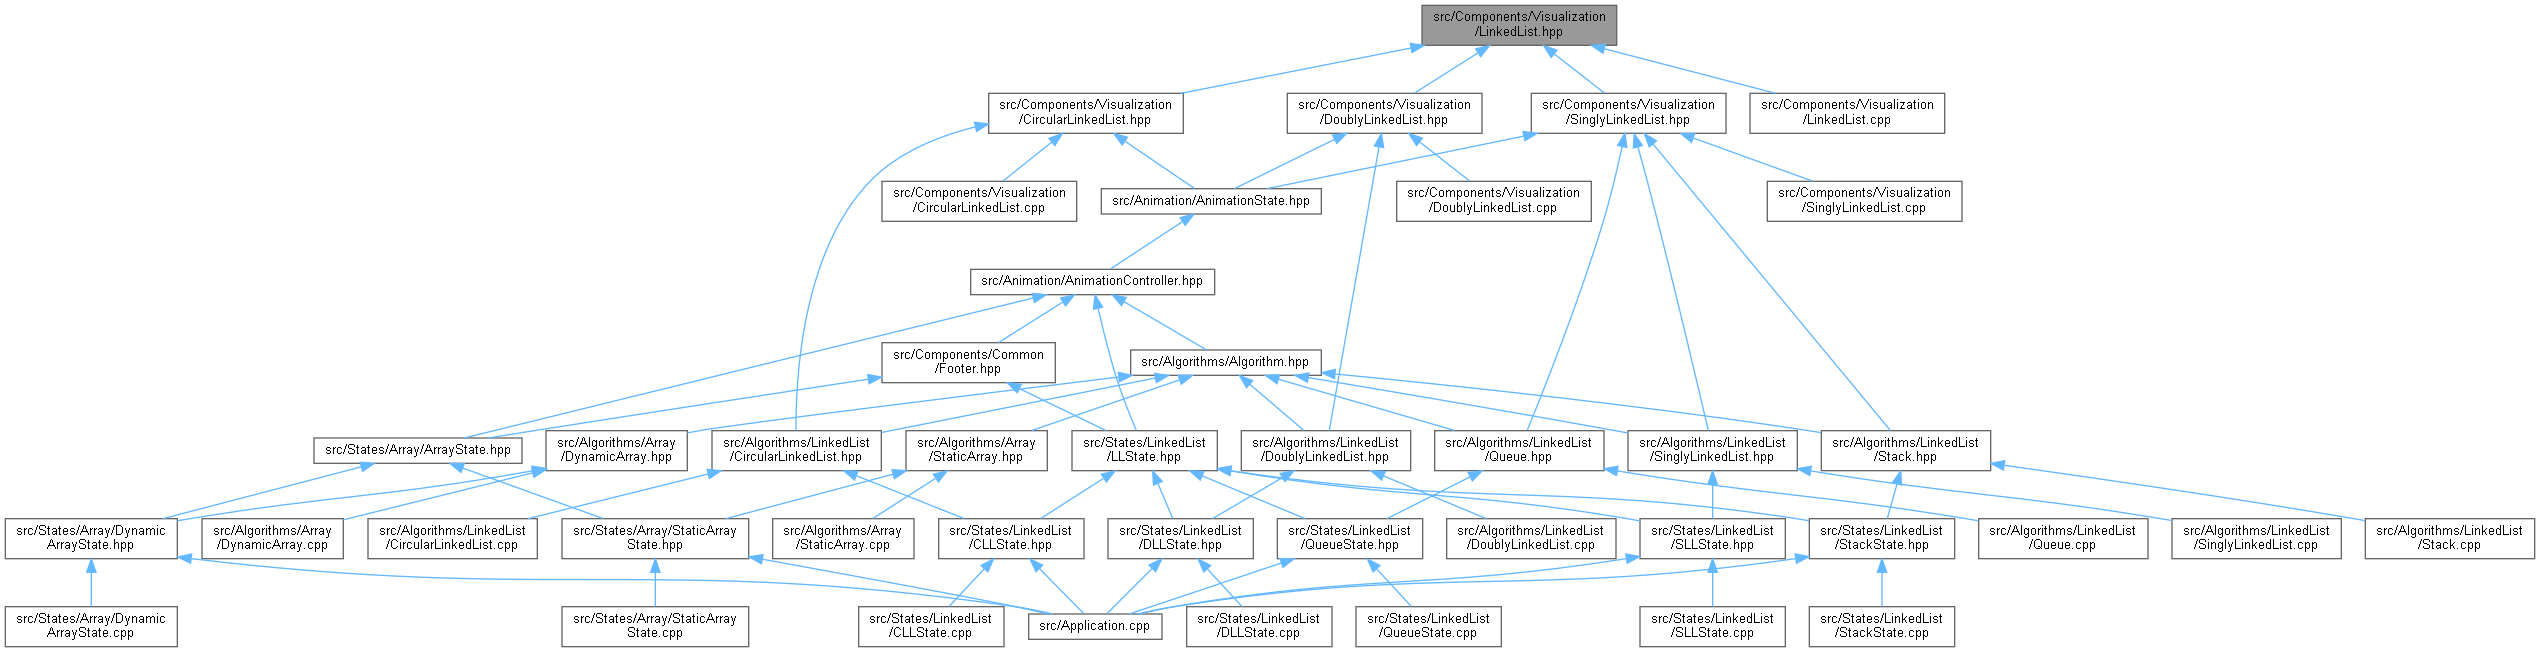 src/Components/Visualization
/LinkedList.hpp
src/Components/Visualization
/CircularLinkedList.hpp
src/Components/Visualization
/DoublyLinkedList.hpp
src/Components/Visualization
/SinglyLinkedList.hpp
src/Components/Visualization
/LinkedList.cpp
src/Components/Visualization
/CircularLinkedList.cpp
src/Animation/AnimationState.hpp
src/Components/Visualization
/DoublyLinkedList.cpp
src/Components/Visualization
/SinglyLinkedList.cpp
src/Animation/AnimationController.hpp
src/Components/Common
/Footer.hpp
src/Algorithms/Algorithm.hpp
src/States/Array/ArrayState.hpp
src/Algorithms/Array
/DynamicArray.hpp
src/Algorithms/LinkedList
/CircularLinkedList.hpp
src/Algorithms/Array
/StaticArray.hpp
src/States/LinkedList
/LLState.hpp
src/Algorithms/LinkedList
/DoublyLinkedList.hpp
src/Algorithms/LinkedList
/Queue.hpp
src/Algorithms/LinkedList
/SinglyLinkedList.hpp
src/Algorithms/LinkedList
/Stack.hpp
src/States/Array/Dynamic
ArrayState.hpp
src/Algorithms/Array
/DynamicArray.cpp
src/Algorithms/LinkedList
/CircularLinkedList.cpp
src/States/Array/StaticArray
State.hpp
src/Algorithms/Array
/StaticArray.cpp
src/States/LinkedList
/CLLState.hpp
src/States/LinkedList
/DLLState.hpp
src/States/LinkedList
/QueueState.hpp
src/Algorithms/LinkedList
/DoublyLinkedList.cpp
src/States/LinkedList
/SLLState.hpp
src/States/LinkedList
/StackState.hpp
src/Algorithms/LinkedList
/Queue.cpp
src/Algorithms/LinkedList
/SinglyLinkedList.cpp
src/Algorithms/LinkedList
/Stack.cpp
src/States/Array/Dynamic
ArrayState.cpp
src/States/Array/StaticArray
State.cpp
src/States/LinkedList
/CLLState.cpp
src/Application.cpp
src/States/LinkedList
/DLLState.cpp
src/States/LinkedList
/QueueState.cpp
src/States/LinkedList
/SLLState.cpp
src/States/LinkedList
/StackState.cpp